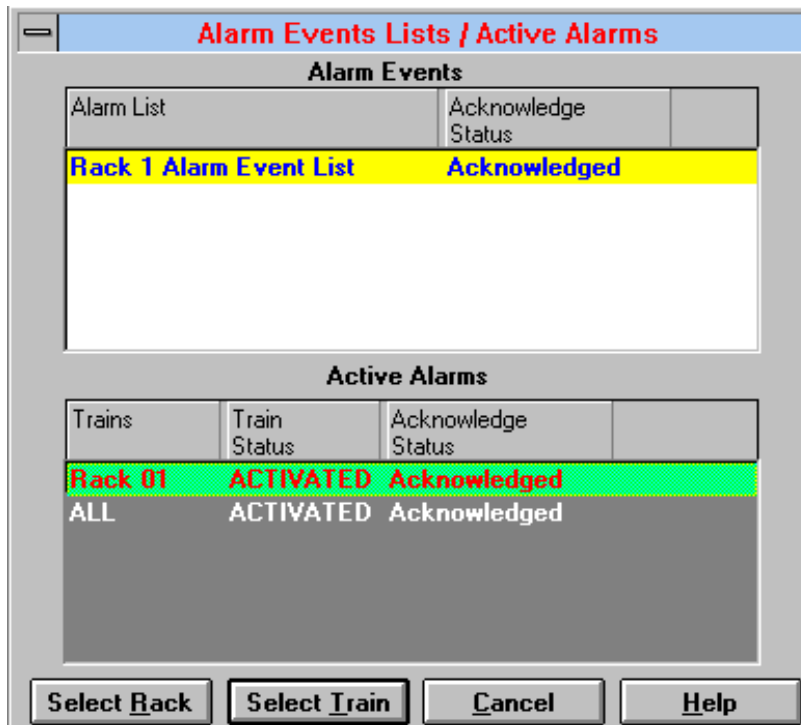 Alarm Events Lists / Active Alarms
Alarm Events
Alarm List Acknowledge Status
Rack 1 Alarm Event List Acknowledged
Active Alarms
Trains Train Status Acknowledge Status
Rack 01 ACTIVATED Acknowledged
ALL ACTIVATED Acknowledged
Select Rack Select Train Cancel Help